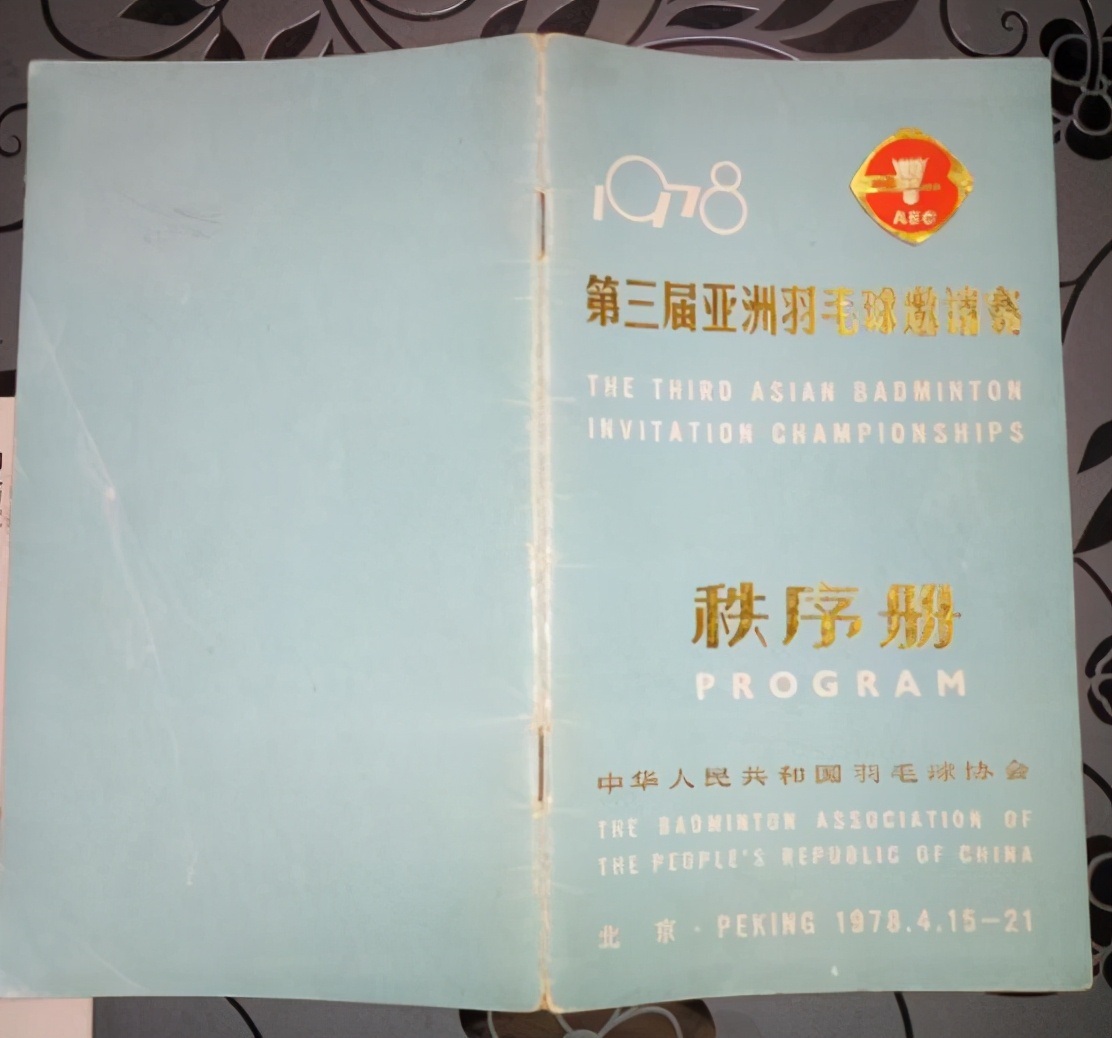 1978
ABC
第三届亚洲羽毛球邀请赛
THE THIRD ASIAN BADMINTON
INVITATION CHAMPIONSHIPS
秩序册
PROGRAM
中华人民共和国羽毛球协会
THE BADMINTON ASSOCIATION OF
THE PEOPLE'S REPUBLIC OF CHINA
北京·PEKING 1978.4.15—21